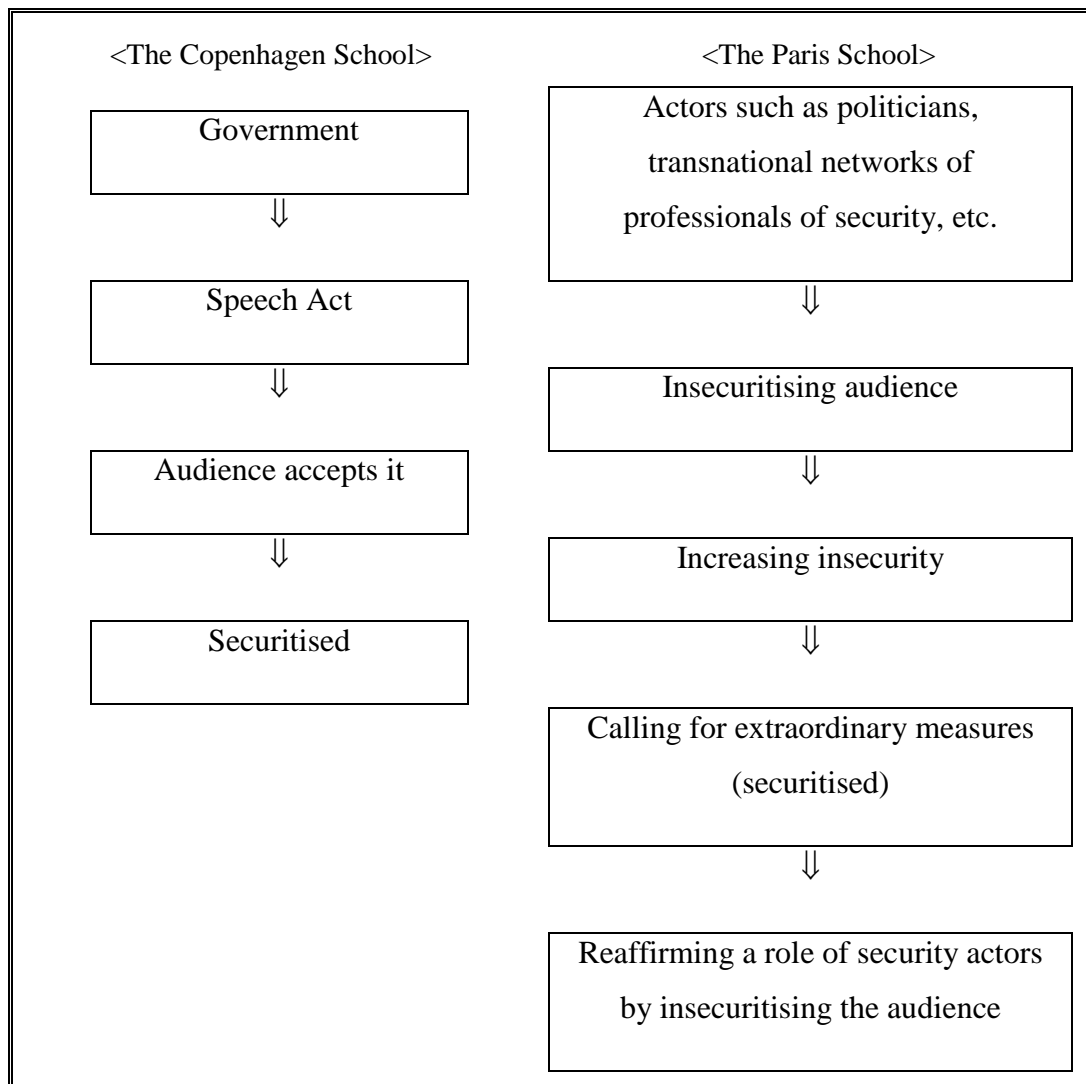 <The Copenhagen School>
Government
⇓
Speech Act
⇓
Audience accepts it
⇓
Securitised
<The Paris School>
Actors such as politicians,
transnational networks of
professionals of security, etc.
⇓
Insecuritising audience
⇓
Increasing insecurity
⇓
Calling for extraordinary measures
(securitised)
⇓
Reaffirming a role of security actors
by insecuritising the audience